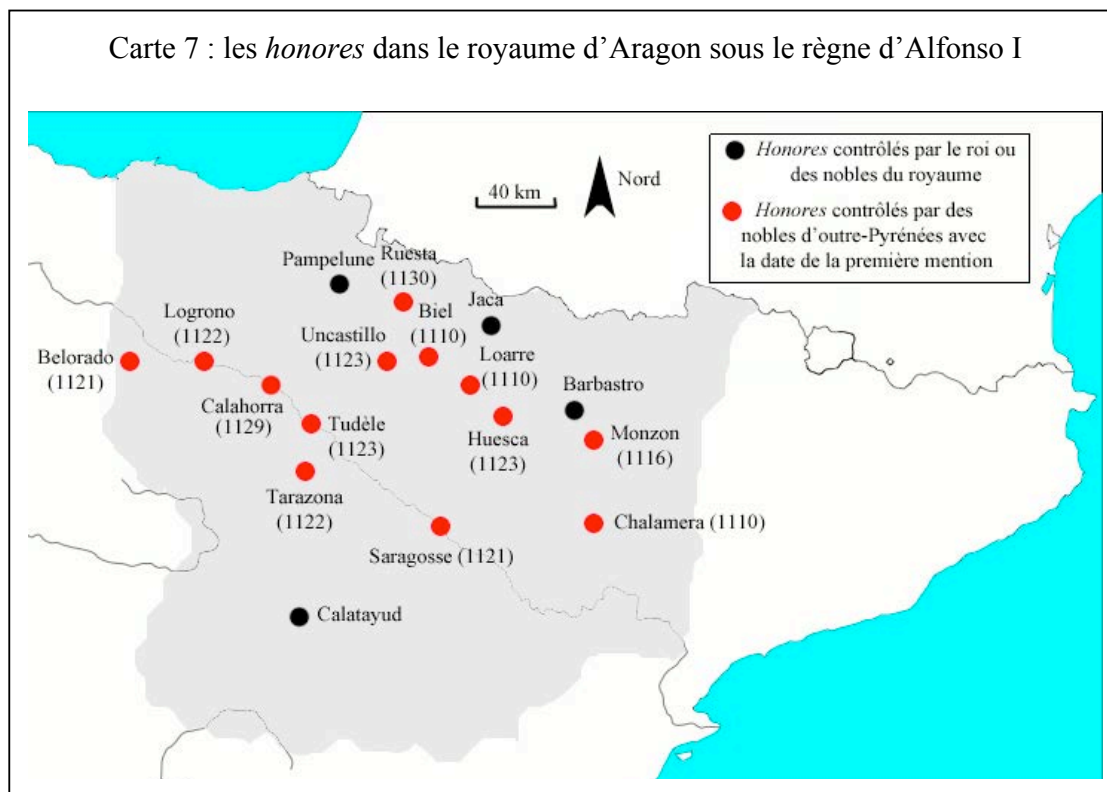 Carte 7 : les honores dans le royaume d’Aragon sous le règne d’Alfonso I
Honores contrôlés par le roi ou
des nobles du royaume
Honores contrôlés par des
nobles d'outre-Pyrénées avec
la date de la première mention
40 km
Nord
Pampelune
Ruesta
(1130)
Jaca
Biel
(1110)
Logrono
(1122)
Uncastillo
(1123)
Belorado
(1121)
Loarre
(1110)
Barbastro
Calahorra
(1129)
Tudèle
(1123)
Huesca
(1123)
Monzon
(1116)
Tarazona
(1122)
Chalamera (1110)
Saragosse (1121)
Calatayud